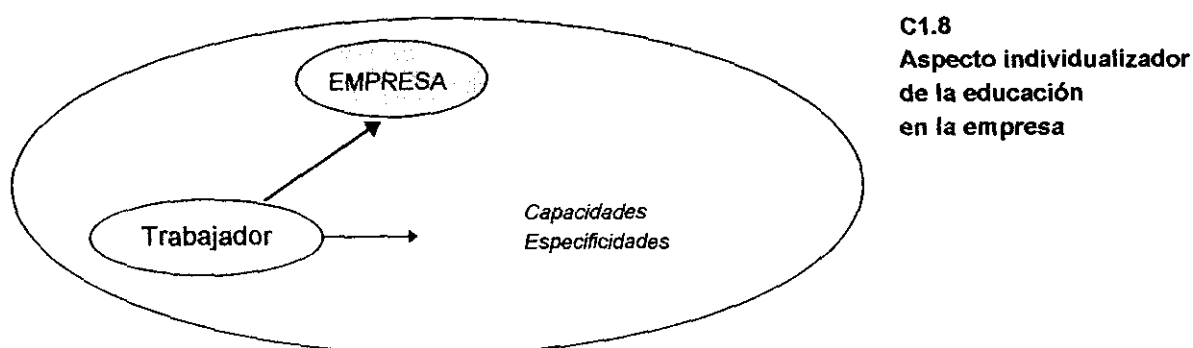 C1.8
Aspecto individualizador
de la educación
en la empresa
EMPRESA
Trabajador
Capacidades
Especificidades